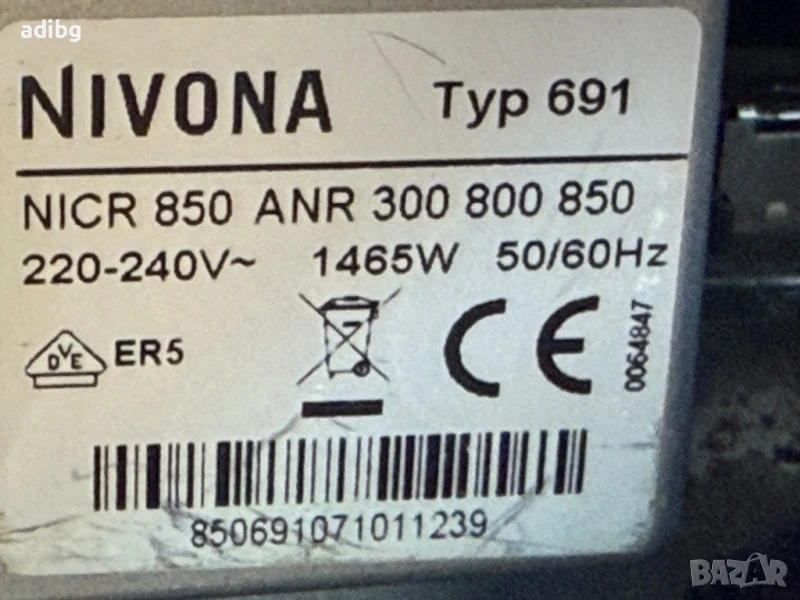 adibg
NIVONA Typ 691
NICR 850 ANR 300 800 850
220-240V~ 1465W 50/60Hz
DVE ER5
CE
0064847
850691071011239
BAZAR